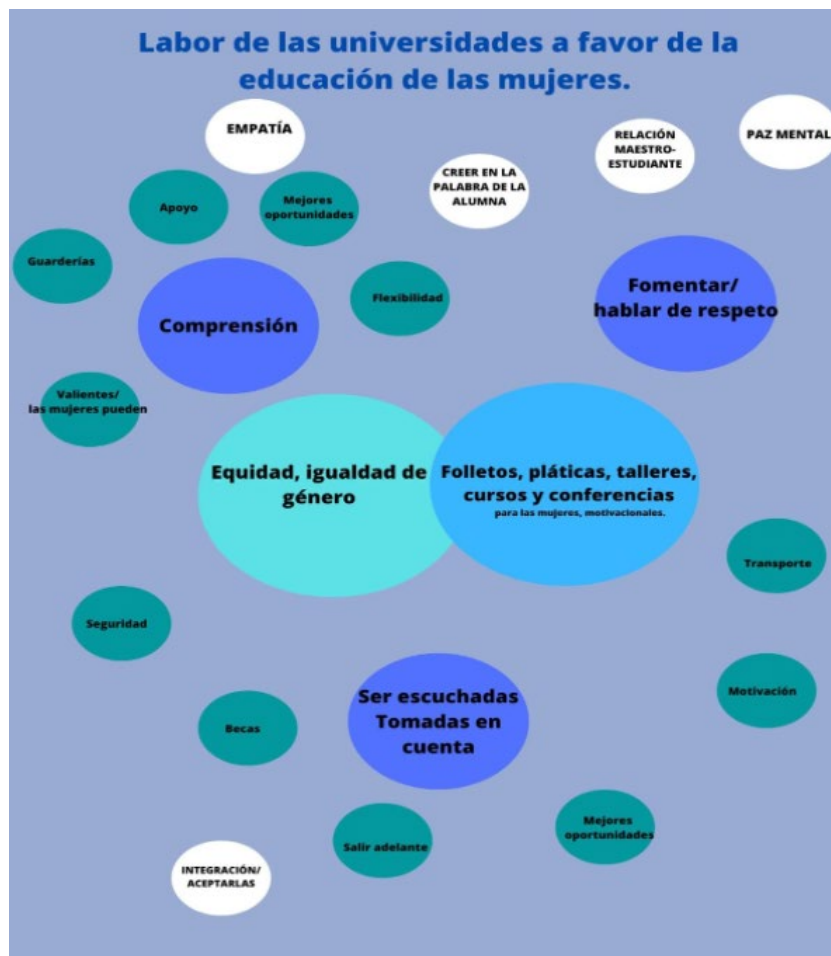 Labor de las universidades a favor de la
educación de las mujeres.
EMPATÍA
RELACIÓN
MAESTRO-
ESTUDIANTE
PAZ MENTAL
CREER EN LA
PALABRA DE LA
ALUMNA
Apoyo
Mejores
oportunidades
Guarderías
Flexibilidad
Fomentar/
hablar de respeto
Comprensión
Valientes/
las mujeres pueden
Equidad, igualdad de
género
Folletos, pláticas, talleres,
cursos y conferencias
para las mujeres, motivacionales.
Transporte
Seguridad
Motivación
Ser escuchadas
Tomadas en
cuenta
Becas
Mejores
oportunidades
Salir adelante
INTEGRACIÓN/
ACEPTARLAS